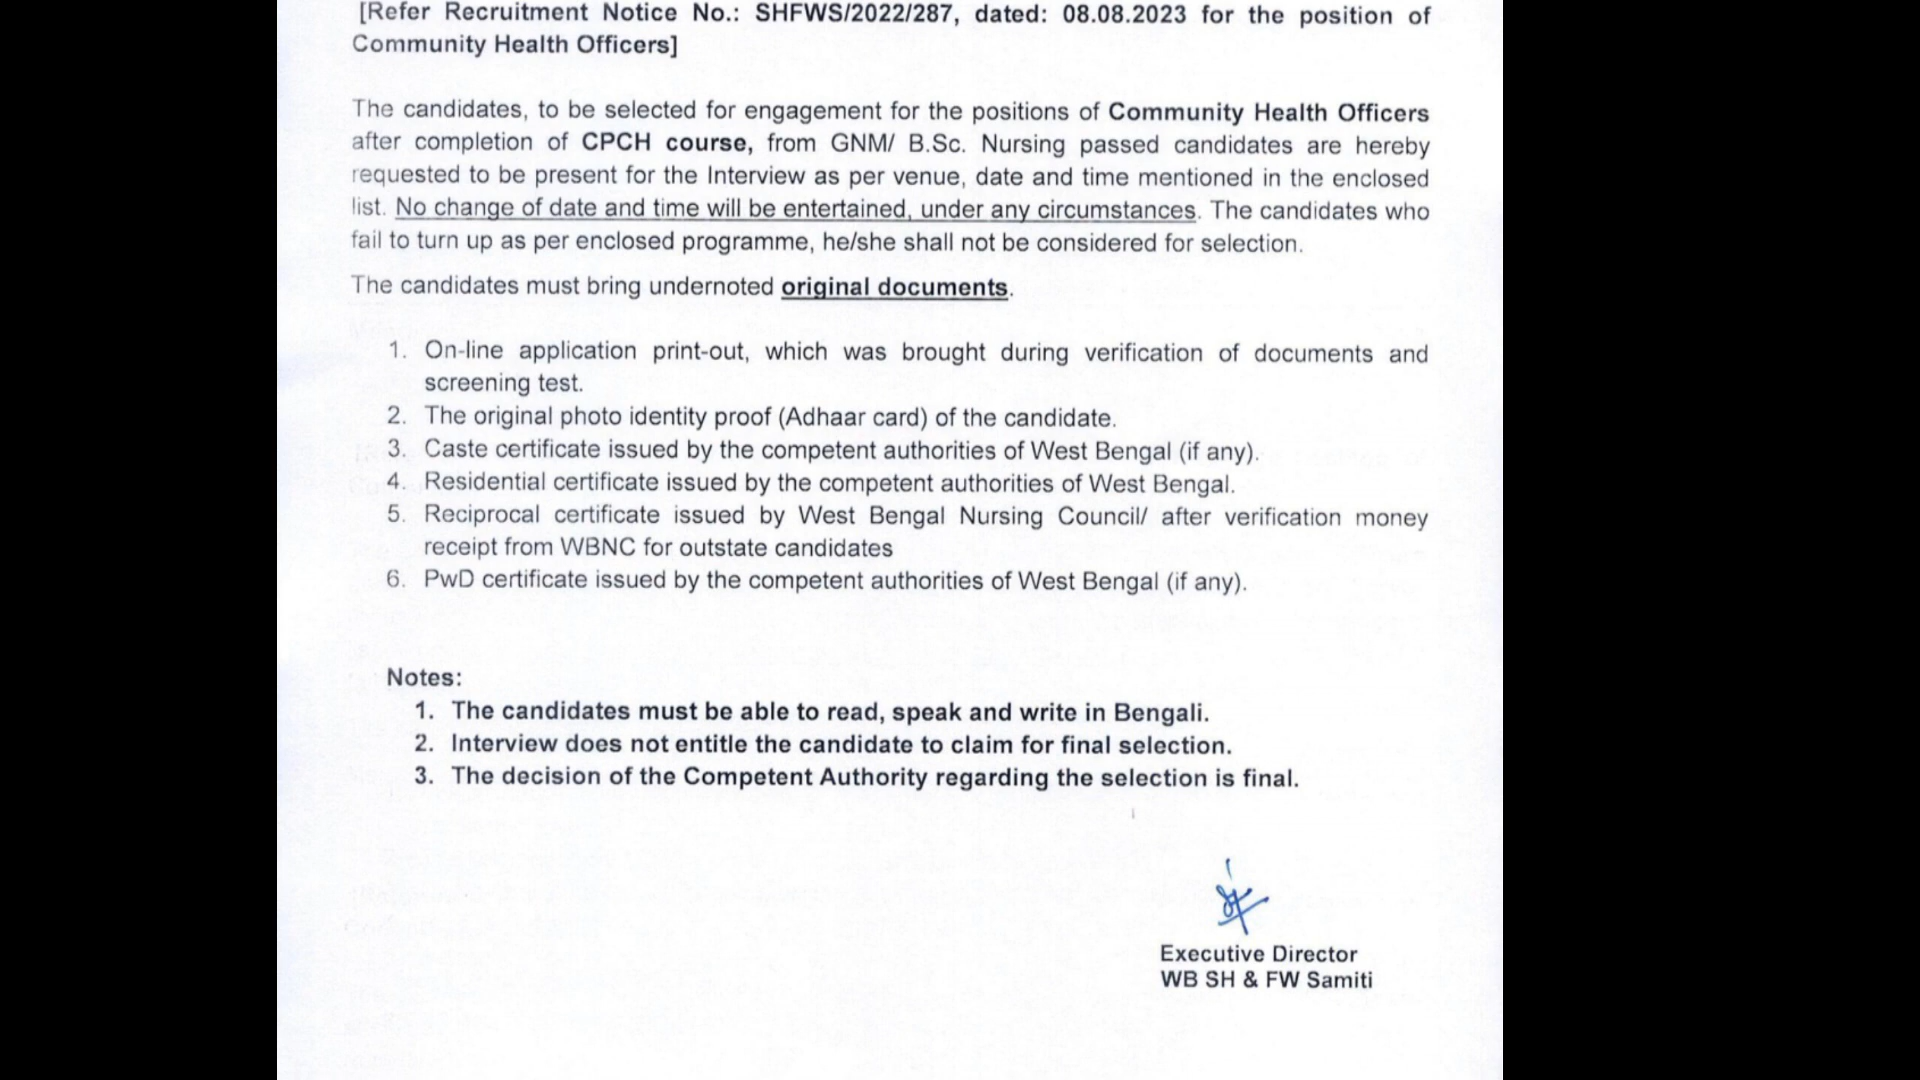 [Refer Recruitment Notice No.: SHFWS/2022/287, dated: 08.08.2023 for the position of
Community Health Officers]
The candidates, to be selected for engagement for the positions of Community Health Officers
after completion of CPCH course, from GNM/ B.Sc. Nursing passed candidates are hereby
requested to be present for the Interview as per venue, date and time mentioned in the enclosed
list. No change of date and time will be entertained, under any circumstances. The candidates who
fail to turn up as per enclosed programme, he/she shall not be considered for selection.
The candidates must bring undernoted original documents.
1. On-line application print-out, which was brought during verification of documents and
screening test.
2. The original photo identity proof (Adhaar card) of the candidate.
3. Caste certificate issued by the competent authorities of West Bengal (if any).
4. Residential certificate issued by the competent authorities of West Bengal.
5. Reciprocal certificate issued by West Bengal Nursing Council/ after verification money
receipt from WBNC for outstate candidates
6. PwD certificate issued by the competent authorities of West Bengal (if any).
Notes:
1. The candidates must be able to read, speak and write in Bengali.
2. Interview does not entitle the candidate to claim for final selection.
3. The decision of the Competent Authority regarding the selection is final.
Executive Director
WB SH & FW Samiti